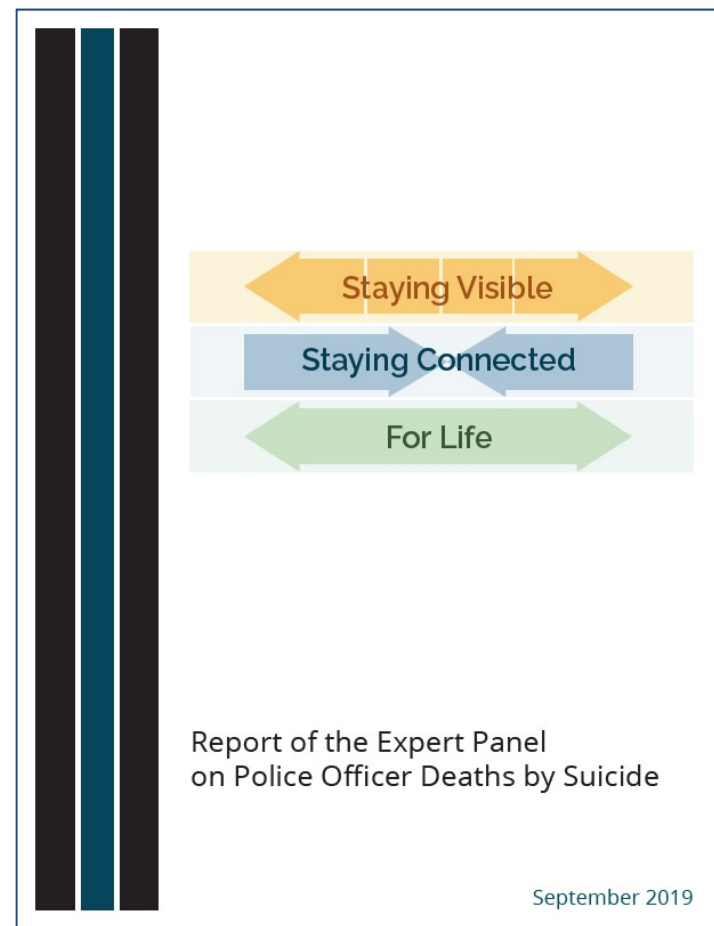 Staying Visible
Staying Connected
For Life
Report of the Expert Panel
on Police Officer Deaths by Suicide
September 2019